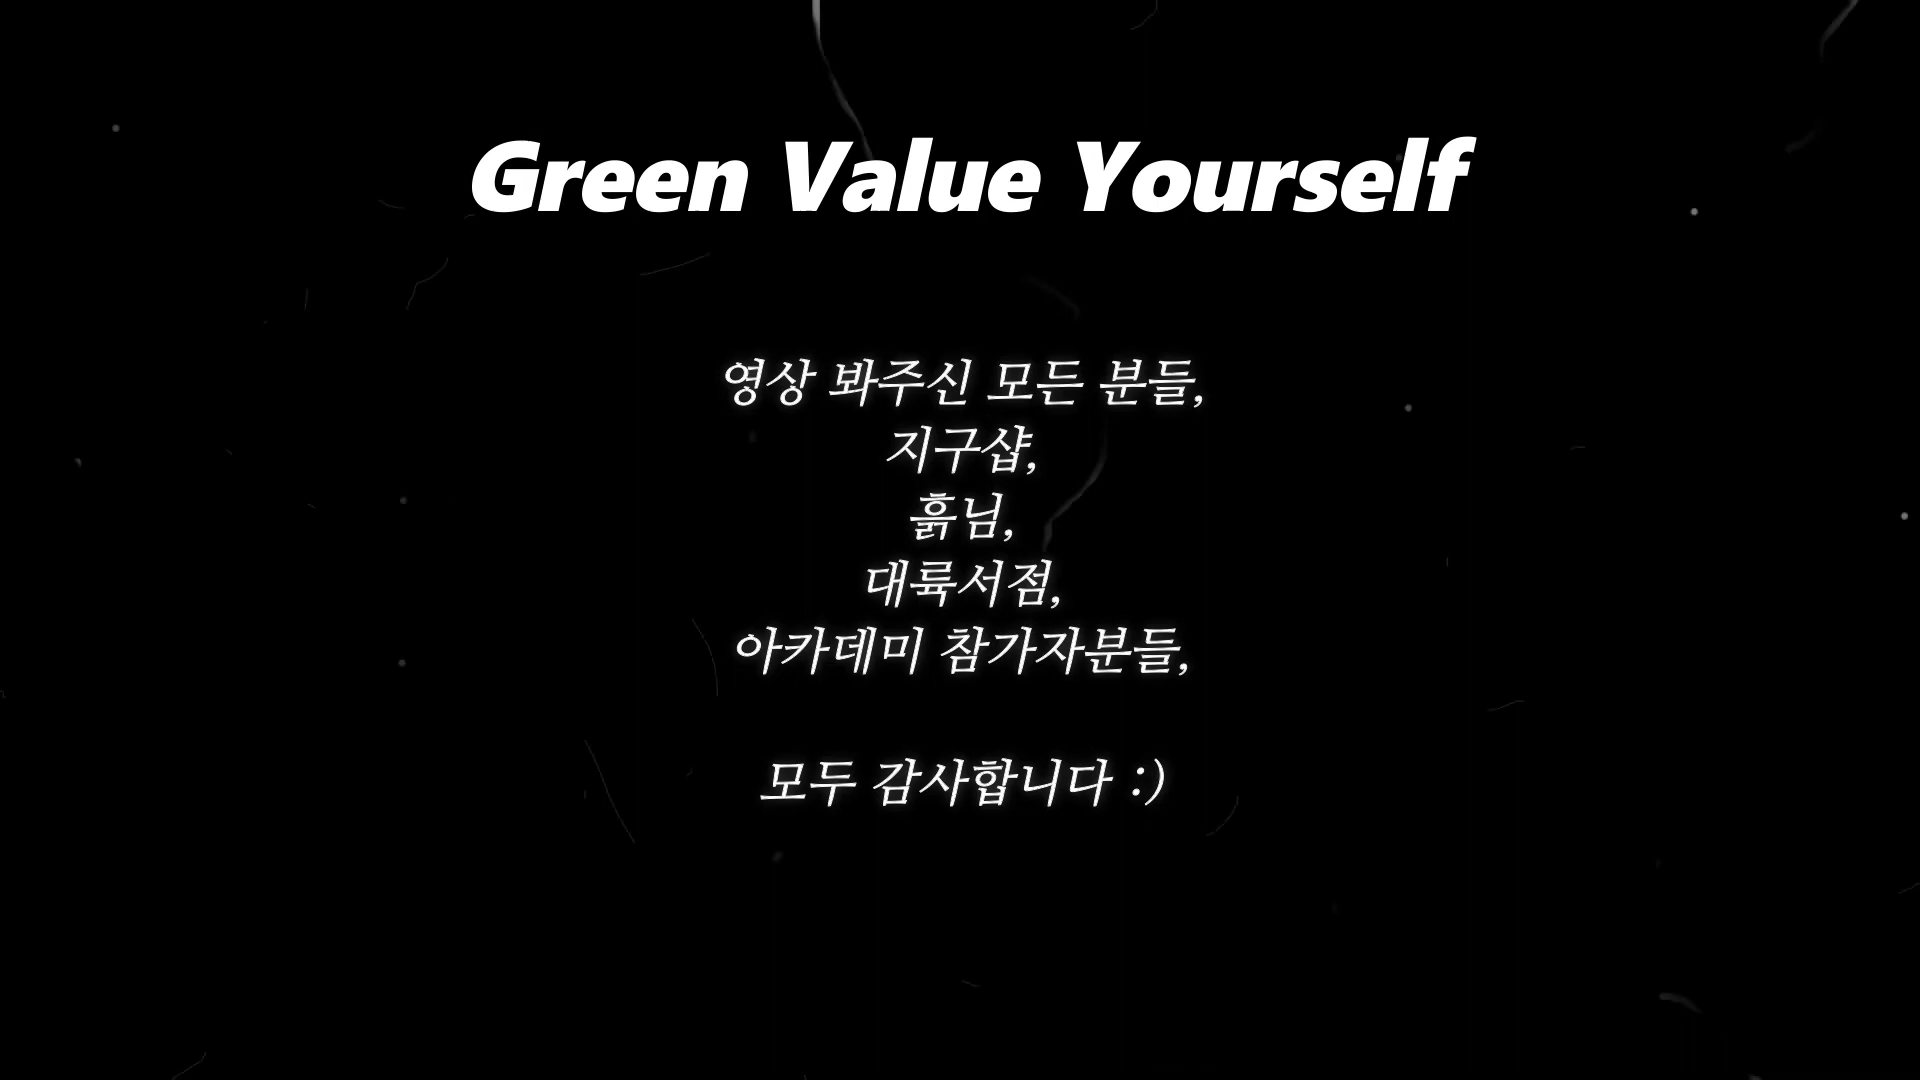 Green Value Yourself
영상 봐주신 모든 분들,
지구샵,
흙님,
대륙서점,
아카데미 참가자분들,
모두 감사합니다 :)